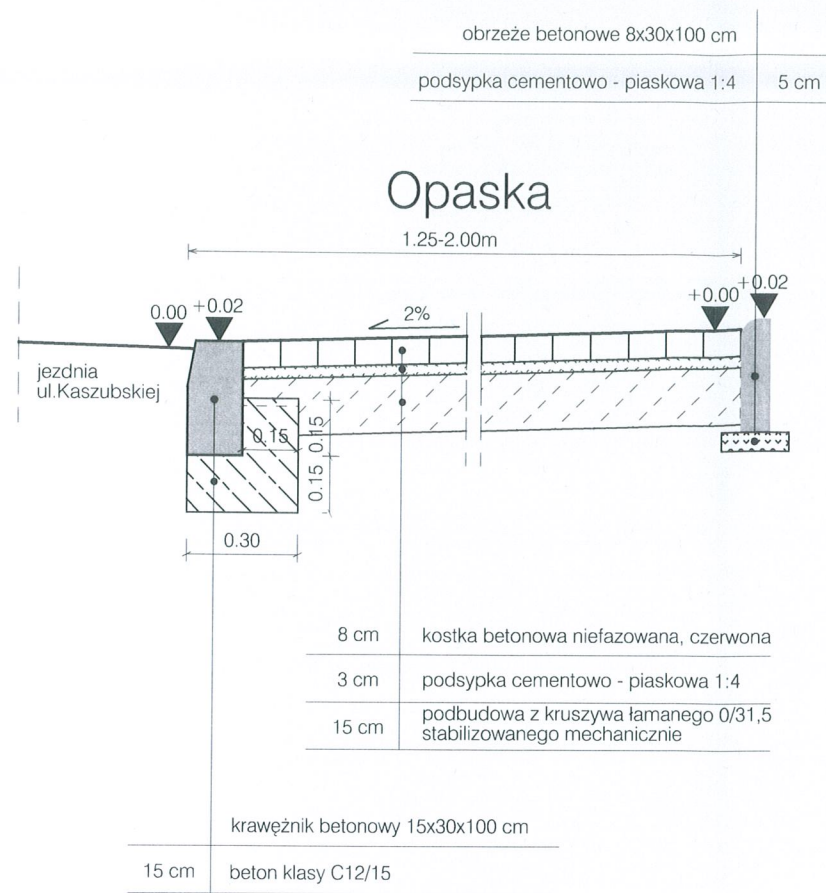 obrzeże betonowe 8x30x100 cm
podsypka cementowo - piaskowa 1:4 5 cm
Opaska
1.25-2.00m
0.00 +0.02 2% +0.00 +0.02
jezdnia
ul.Kaszubskiej
0.15 0.15
0.15
0.30
8 cm kostka betonowa niefazowana, czerwona
3 cm podsypka cementowo - piaskowa 1:4
15 cm podbudowa z kruszywa łamanego 0/31,5
stabilizowanego mechanicznie
krawężnik betonowy 15x30x100 cm
15 cm beton klasy C12/15